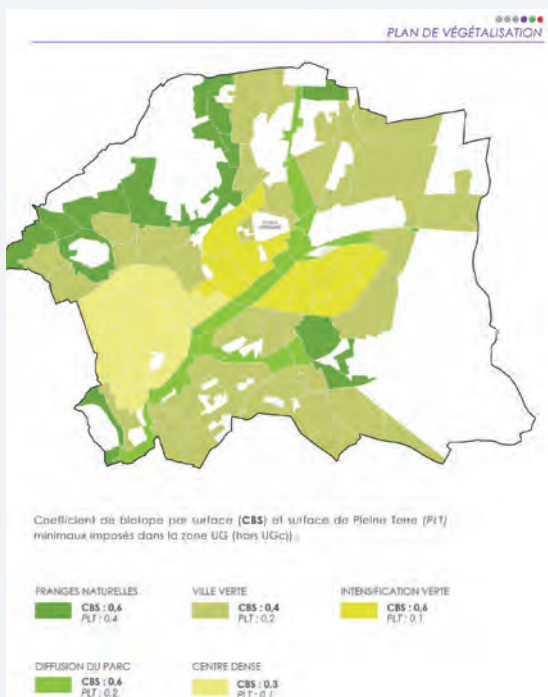 PLAN DE VÉGÉTALISATION
Coefficient de biotope par surface (CBS) et surface de Pleine Terre (PLT)
minimaux imposés dans la zone UG (hors UGc)) :
FRANGES NATURELLES
CBS : 0,6
PLT : 0,4
VILLE VERTE
CBS : 0,4
PLT : 0,2
INTENSIFICATION VERTE
CBS : 0,6
PLT : 0,1
DIFFUSION DU PARC
CBS : 0,6
PLT : 0,2
CENTRE DENSE
CBS : 0,3
PLT : 0,1